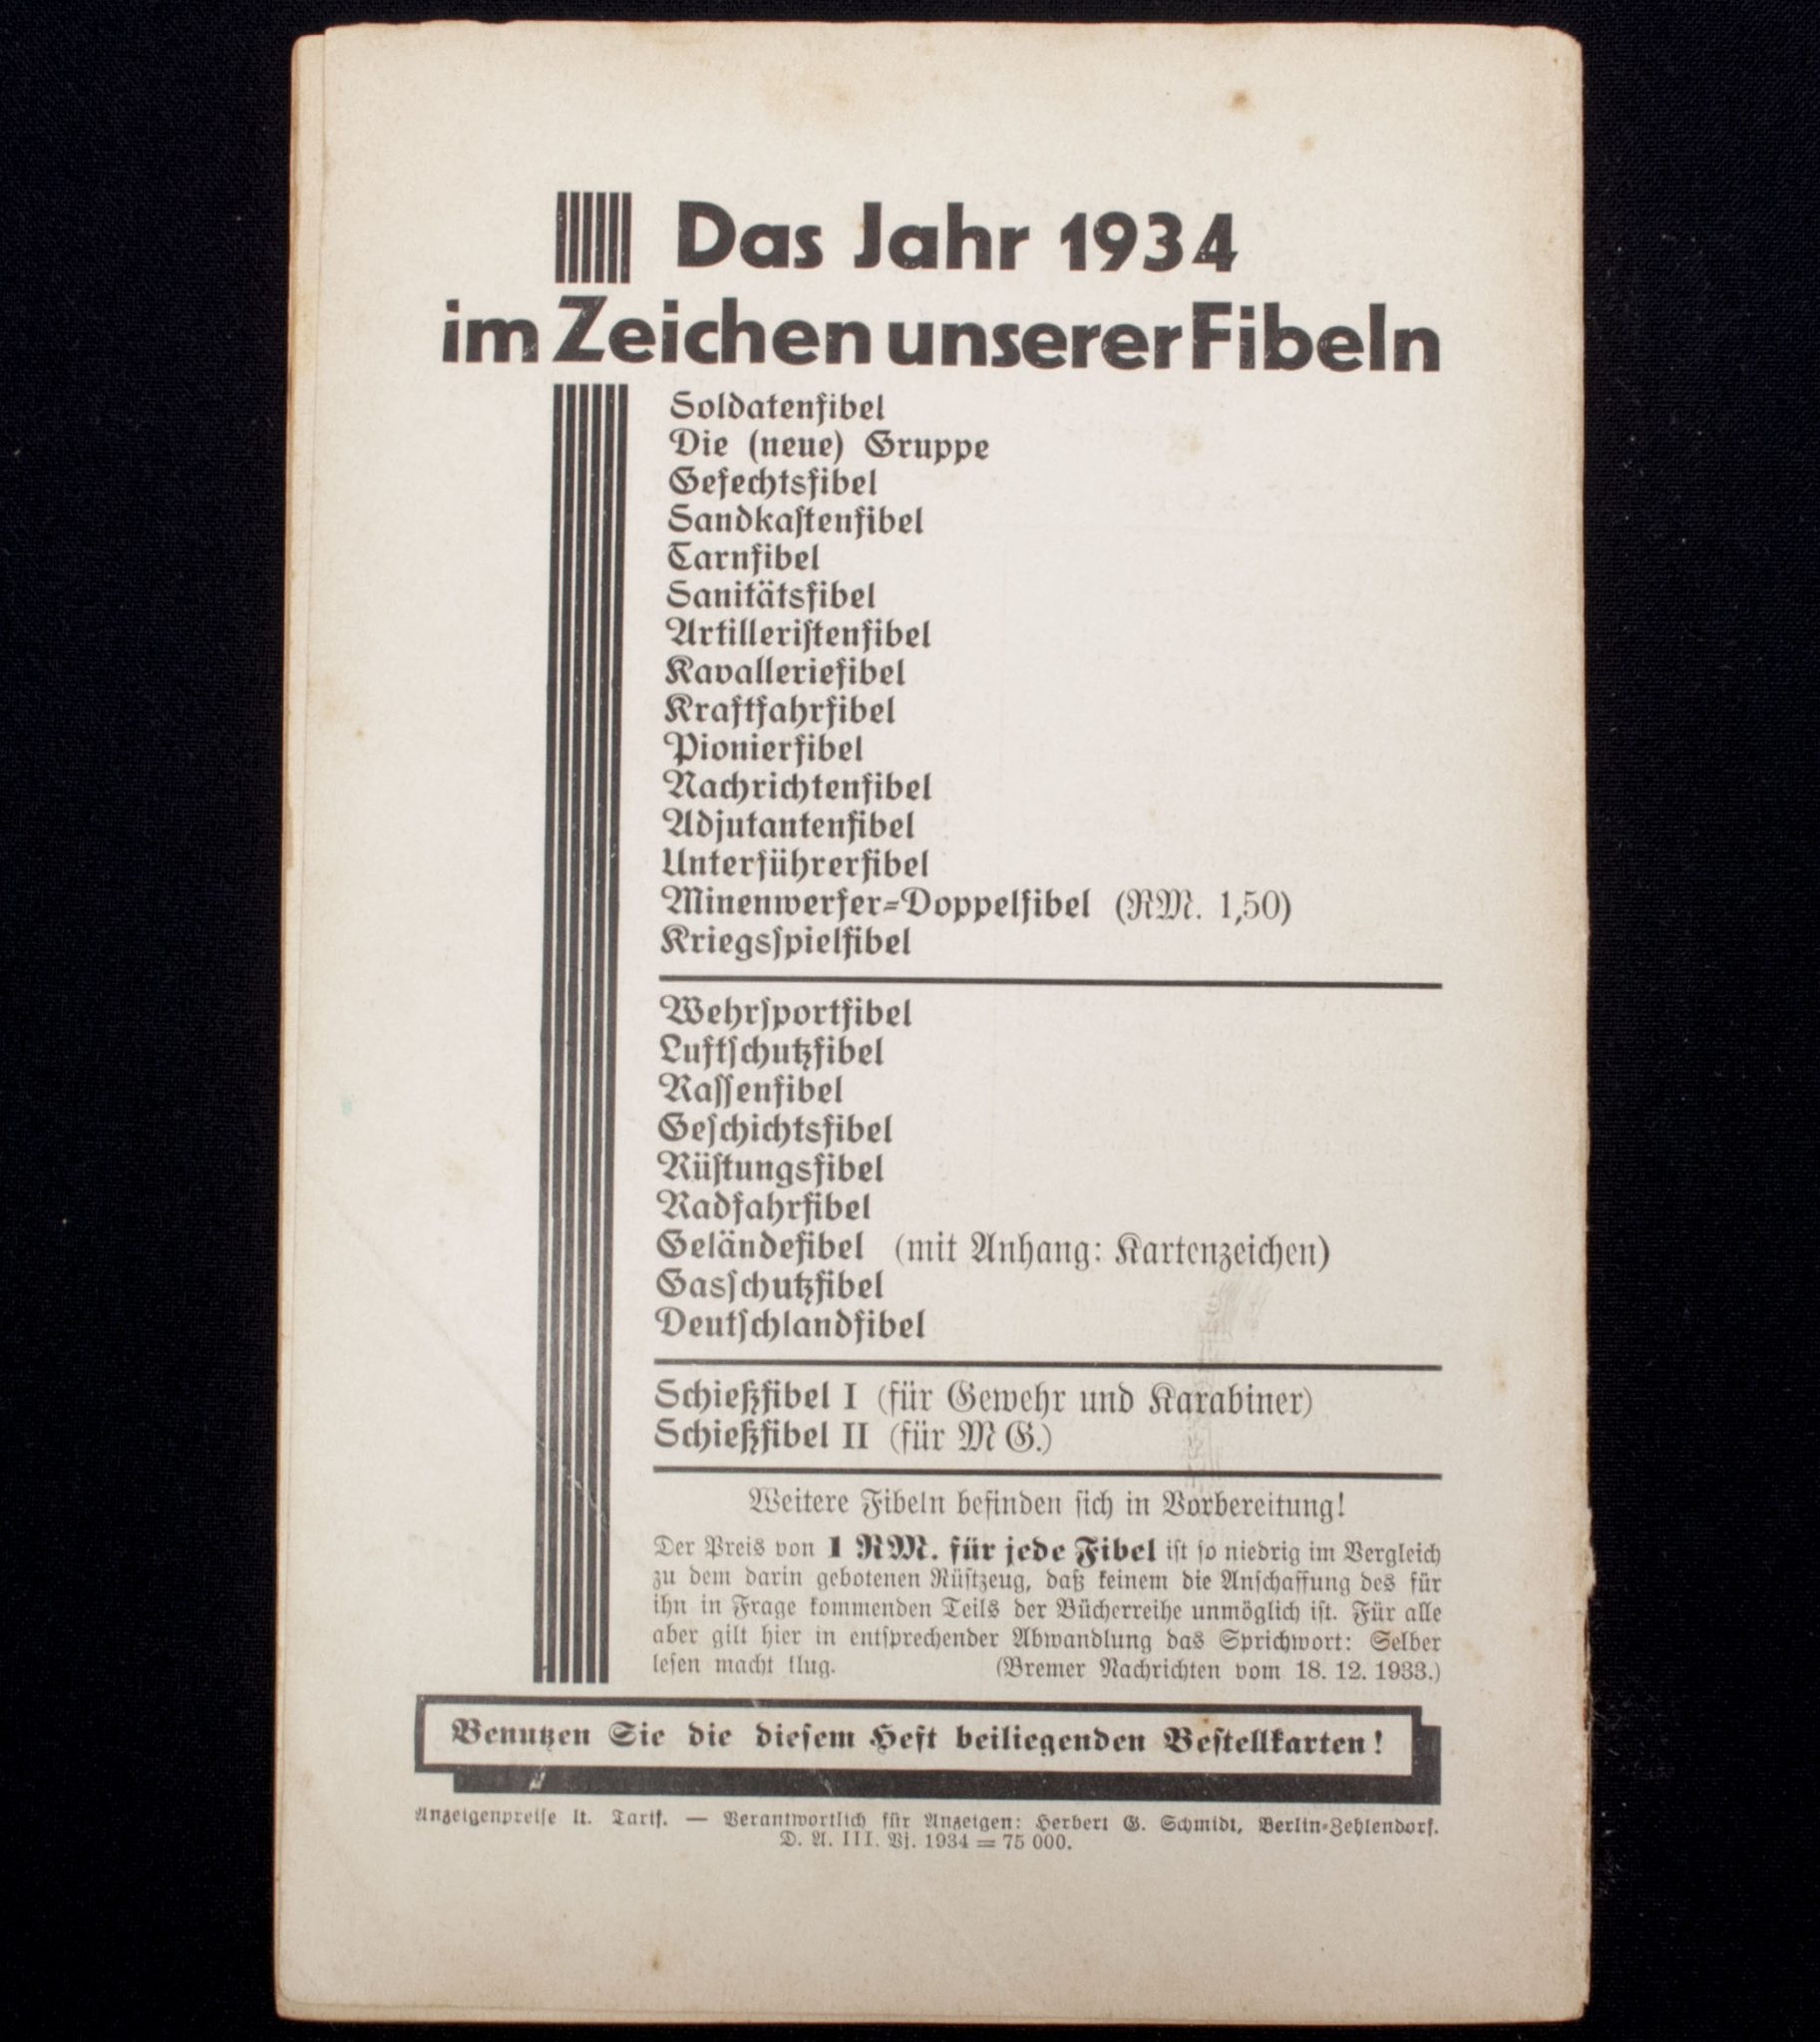 Das Jahr 1934
im Zeichen unserer Fibeln
Soldatenfibel
Die (neue) Gruppe
Gefechtsfibel
Sandkaſtenfibel
Tarnfibel
Sanitätsfibel
Artilleriſtenfibel
Kavalleriefibel
Kraftfahrfibel
Pionierfibel
Nachrichtenfibel
Adjutantenfibel
Unterführerfibel
Minenwerfer=Doppelfibel (RM. 1,50)
Kriegsſpielfibel
Wehrſportfibel
Luftſchutzfibel
Raſſenfibel
Geſchichtsfibel
Rüſtungsfibel
Radfahrfibel
Geländefibel (mit Anhang: Kartenzeichen)
Gasſchutzfibel
Deutſchlandfibel
Schießfibel I (für Gewehr und Karabiner)
Schießfibel II (für M G.)
Weitere Fibeln befinden ſich in Vorbereitung!
Der Preis von 1 RM. für jede Fibel iſt ſo niedrig im Vergleich
zu dem darin gebotenen Rüſtzeug, daß keinem die Anſchaffung des für
ihn in Frage kommenden Teils der Bücherreihe unmöglich iſt. Für alle
aber gilt hier in entſprechender Abwandlung das Sprichwort: Selber
leſen macht klug. (Bremer Nachrichten vom 18. 12. 1933.)
Benutzen Sie die dieſem Heft beiliegenden Beſtellkarten!
Anzeigenpreiſe lt. Tarif. — Verantwortlich für Anzeigen: Herbert G. Schmidt, Berlin=Zehlendorf.
D. A. III. Vj. 1934 = 75 000.